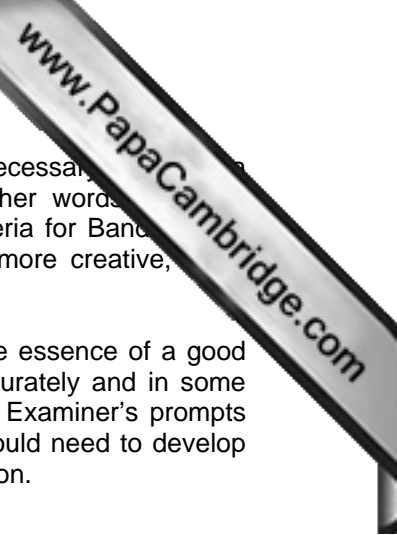 www.PapaCambridge.com
ecessary
her words
eria for Band
more creative,
e essence of a good
urately and in some
Examiner's prompts
ould need to develop
on.